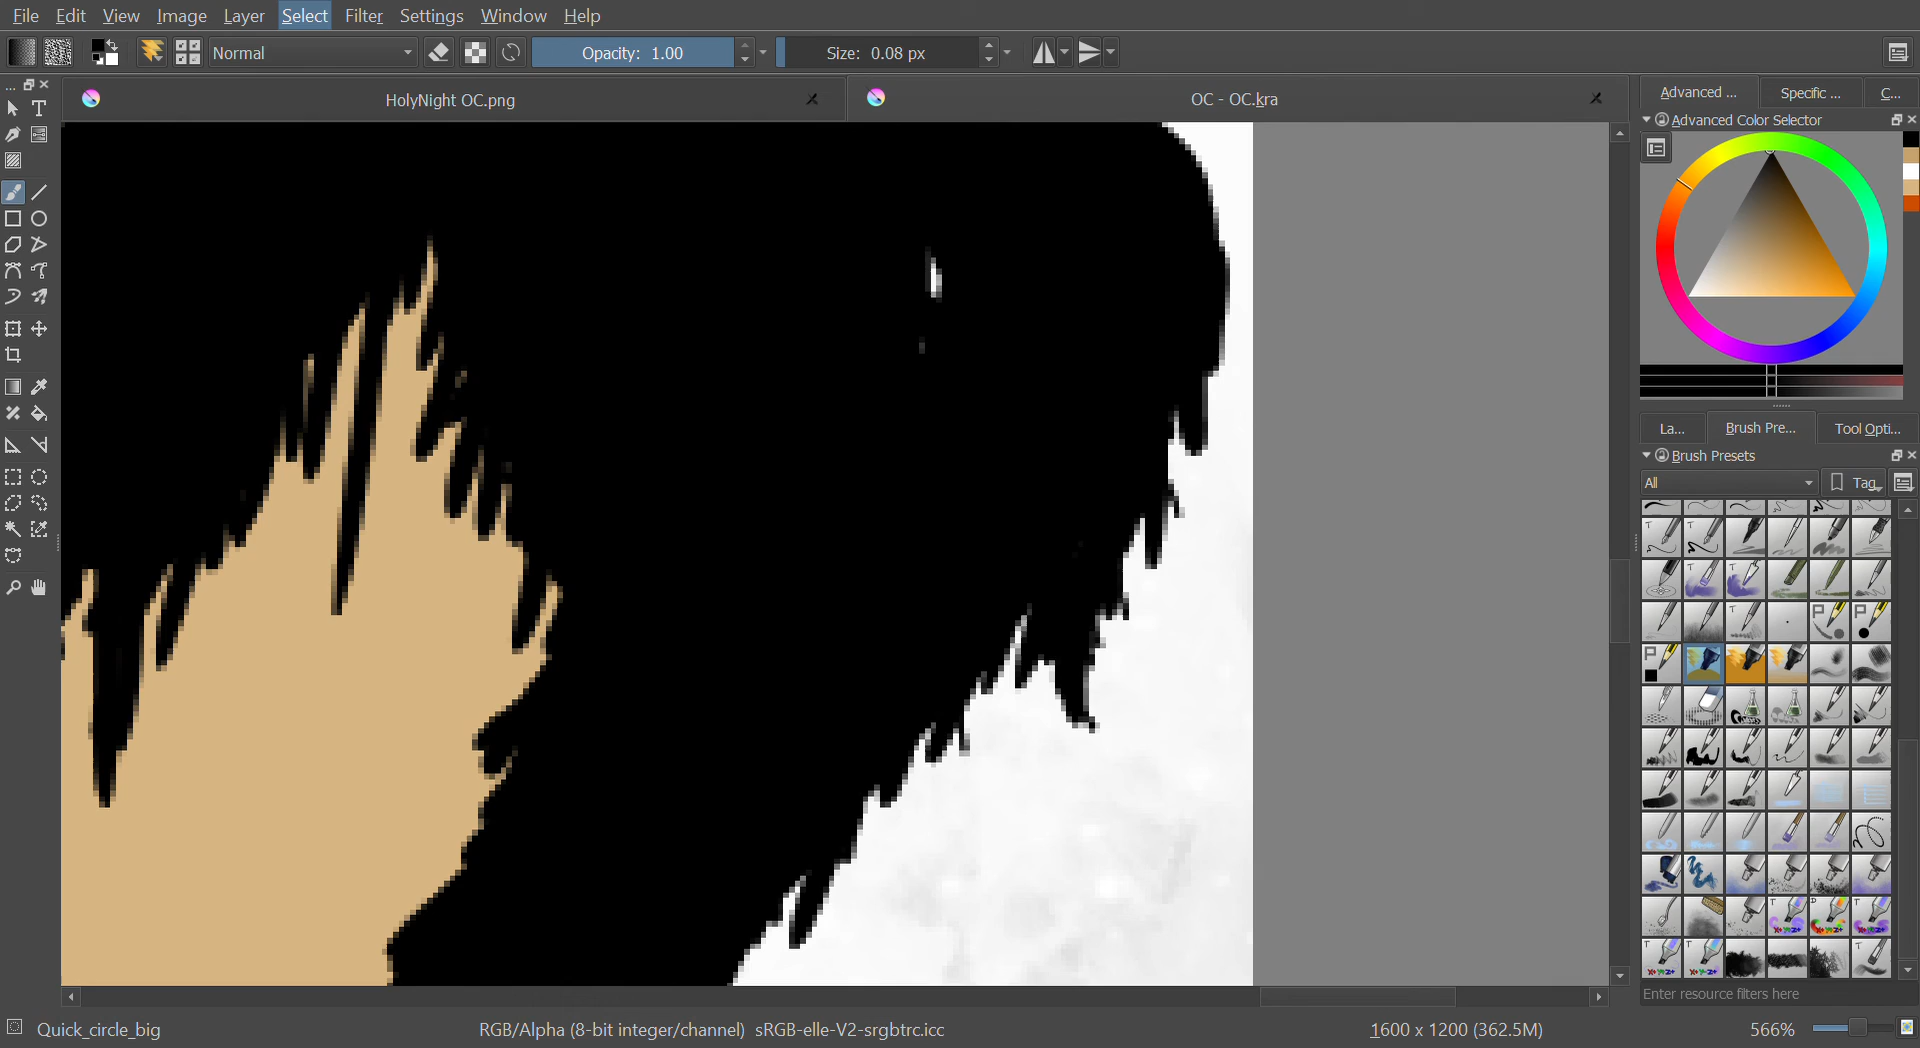 File Edit View Image Layer Select Filter Settings Window Help
Normal Opacity: 1.00 Size: 0.08 px
HolyNight OC.png OC - OC.kra
Advanced ... Specific ... C...
Advanced Color Selector
La... Brush Pre... Tool Opti...
Brush Presets
All Tag
Enter resource filters here
Quick_circle_big RGB/Alpha (8-bit integer/channel) sRGB-elle-V2-srgbtrc.icc 1600 x 1200 (362.5M) 566%